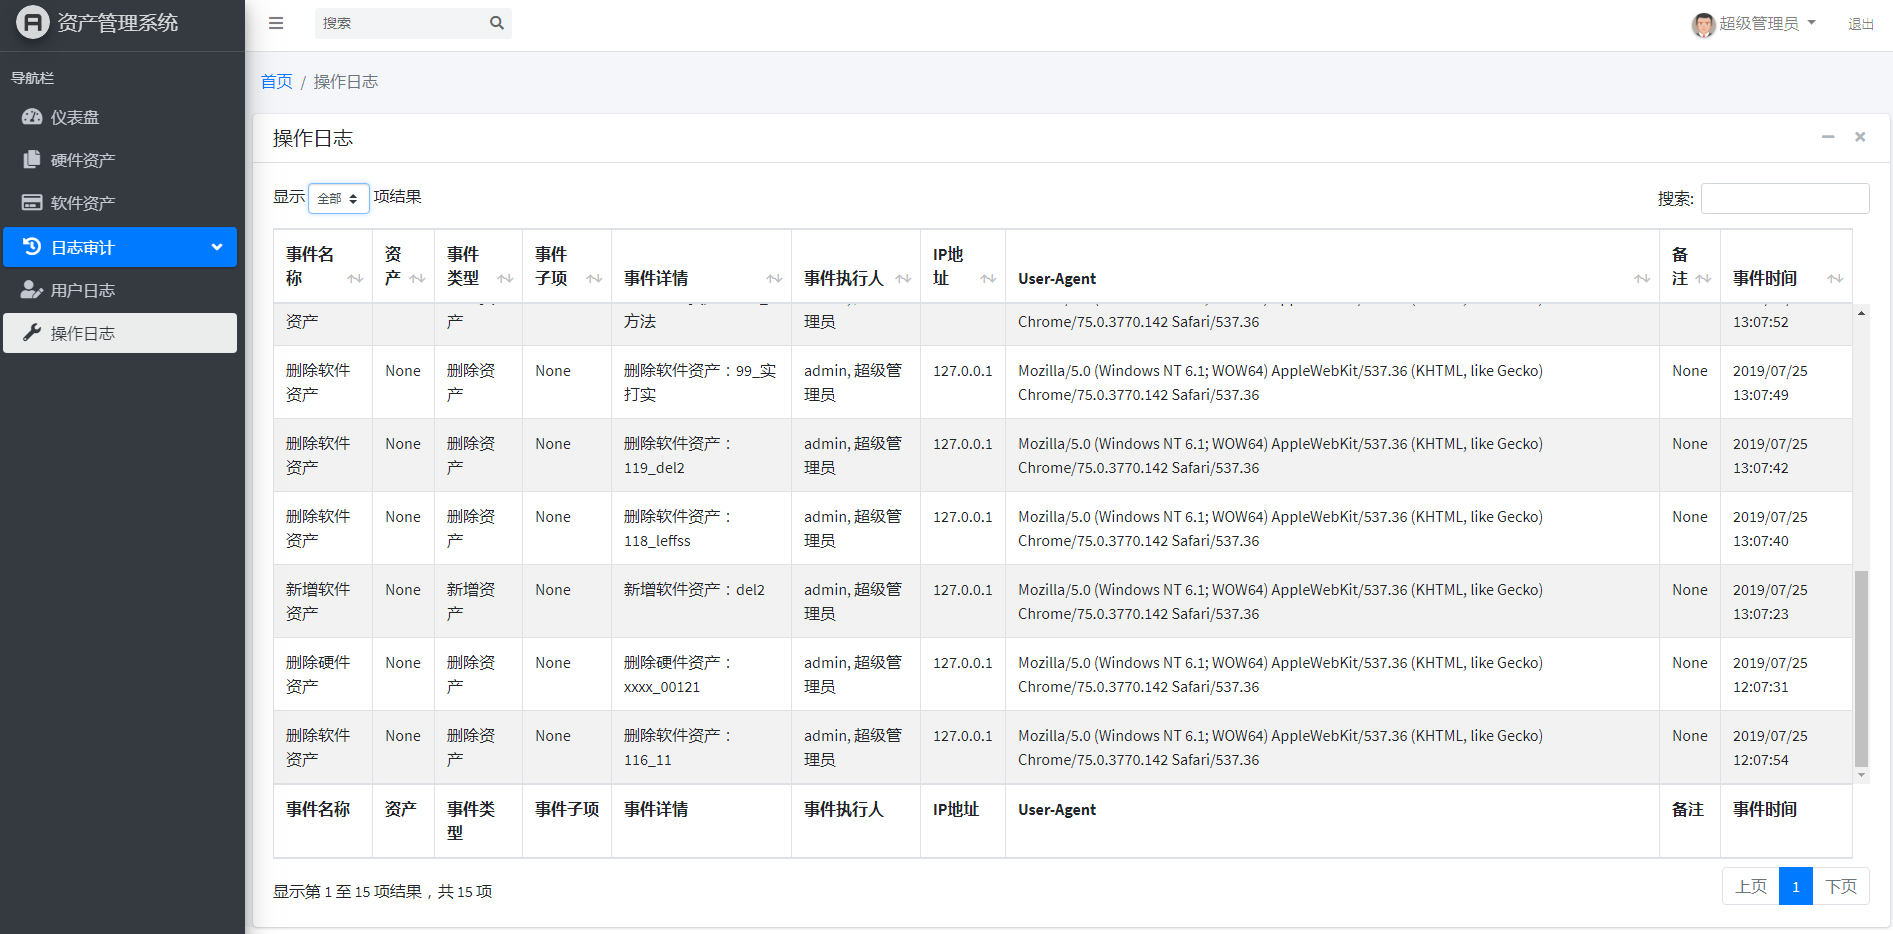 资产管理系统
搜索
超级管理员
退出
导航栏
仪表盘
硬件资产
软件资产
日志审计
用户日志
操作日志
首页 / 操作日志
操作日志
显示 全部 项结果
搜索:
事件名称 资产 事件类型 事件子项 事件详情 事件执行人 IP地址 User-Agent 备注 事件时间
资产 产 方法 理员 Chrome/75.0.3770.142 Safari/537.36 13:07:52
删除软件 None 删除资 None 删除软件资产：99_实 admin, 超级管 127.0.0.1 Mozilla/5.0 (Windows NT 6.1; WOW64) AppleWebKit/537.36 (KHTML, like Gecko) None 2019/07/25
资产 产 打实 理员 Chrome/75.0.3770.142 Safari/537.36 13:07:49
删除软件 None 删除资 None 删除软件资产： admin, 超级管 127.0.0.1 Mozilla/5.0 (Windows NT 6.1; WOW64) AppleWebKit/537.36 (KHTML, like Gecko) None 2019/07/25
资产 产 119_del2 理员 Chrome/75.0.3770.142 Safari/537.36 13:07:42
删除软件 None 删除资 None 删除软件资产： admin, 超级管 127.0.0.1 Mozilla/5.0 (Windows NT 6.1; WOW64) AppleWebKit/537.36 (KHTML, like Gecko) None 2019/07/25
资产 产 118_leffss 理员 Chrome/75.0.3770.142 Safari/537.36 13:07:40
新增软件 None 新增资 None 新增软件资产：del2 admin, 超级管 127.0.0.1 Mozilla/5.0 (Windows NT 6.1; WOW64) AppleWebKit/537.36 (KHTML, like Gecko) None 2019/07/25
资产 产 理员 Chrome/75.0.3770.142 Safari/537.36 13:07:23
删除硬件 None 删除资 None 删除硬件资产： admin, 超级管 127.0.0.1 Mozilla/5.0 (Windows NT 6.1; WOW64) AppleWebKit/537.36 (KHTML, like Gecko) None 2019/07/25
资产 产 xxxx_00121 理员 Chrome/75.0.3770.142 Safari/537.36 12:07:31
删除软件 None 删除资 None 删除软件资产： admin, 超级管 127.0.0.1 Mozilla/5.0 (Windows NT 6.1; WOW64) AppleWebKit/537.36 (KHTML, like Gecko) None 2019/07/25
资产 产 116_11 理员 Chrome/75.0.3770.142 Safari/537.36 12:07:54
事件名称 资产 事件类型 事件子项 事件详情 事件执行人 IP地址 User-Agent 备注 事件时间
显示第 1 至 15 项结果，共 15 项
上页 1 下页